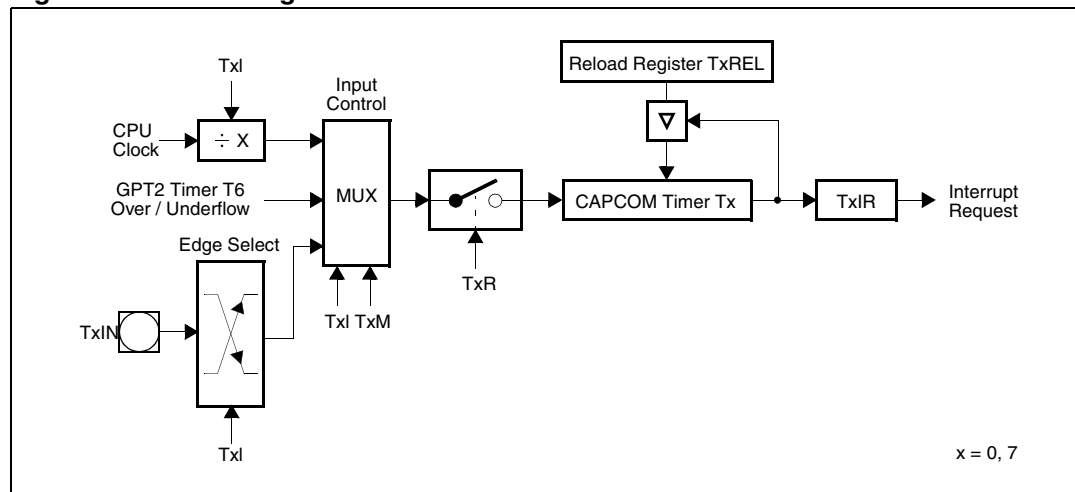 Reload Register TxREL
TxI
Input
Control
CPU
Clock
÷ X
∇
GPT2 Timer T6
Over / Underflow
MUX
CAPCOM Timer Tx
TxIR
Interrupt
Request
Edge Select
TxR
TxI TxM
TxIN
TxI
x = 0, 7